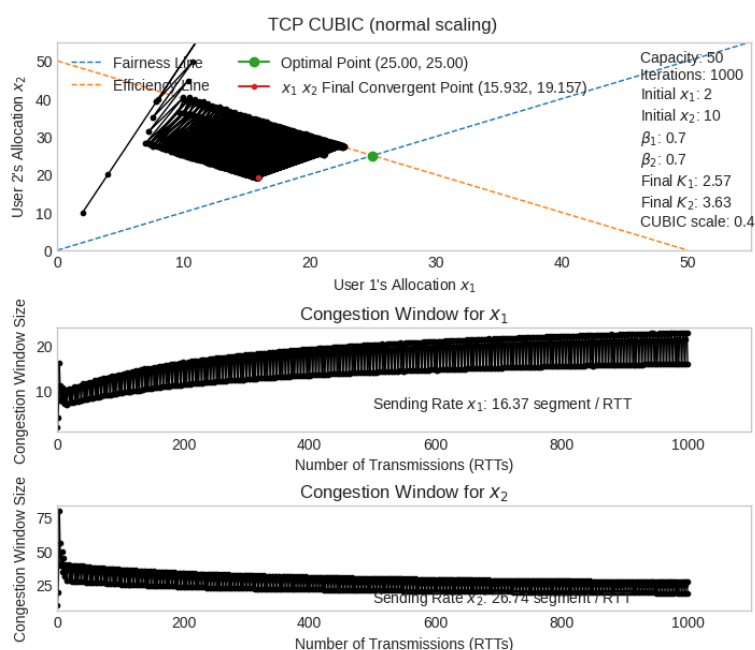 TCP CUBIC (normal scaling)
Fairness Line
Efficiency Line
Optimal Point (25.00, 25.00)
x₁ x₂ Final Convergent Point (15.932, 19.157)
Capacity: 50
Iterations: 1000
Initial x₁: 2
Initial x₂: 10
β₁: 0.7
β₂: 0.7
Final K₁: 2.57
Final K₂: 3.63
CUBIC scale: 0.4
User 2's Allocation x₂
50
40
30
20
10
0
0 10 20 30 40 50
User 1's Allocation x₁
Congestion Window for x₁
Congestion Window Size
20
10
Sending Rate x₁: 16.37 segment / RTT
0 200 400 600 800 1000
Number of Transmissions (RTTs)
Congestion Window for x₂
Congestion Window Size
75
50
25
Sending Rate x₂: 26.74 segment / RTT
0 200 400 600 800 1000
Number of Transmissions (RTTs)